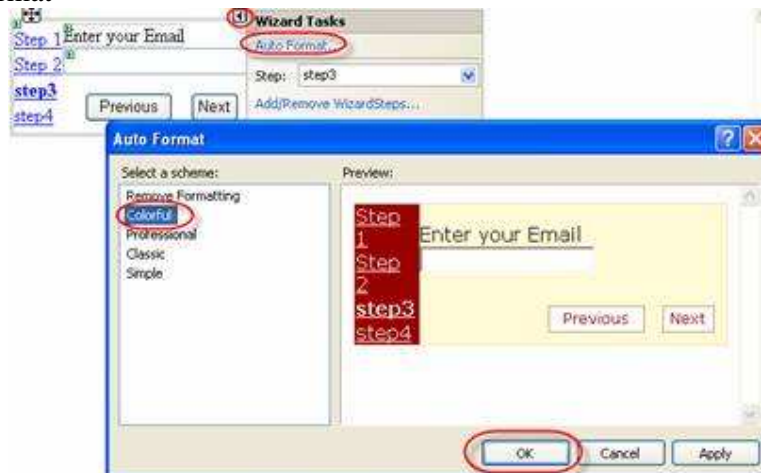 Wizard Tasks
Step 1 Enter your Email
Auto Format...
Step 2
Step: step3
step3
Previous Next
Add/Remove WizardSteps...
step4
Auto Format
Select a scheme:
Remove Formatting
Colorful
Professional
Classic
Simple
Preview:
Step
1
Enter your Email
Step
2
step3
step4
Previous Next
OK Cancel Apply